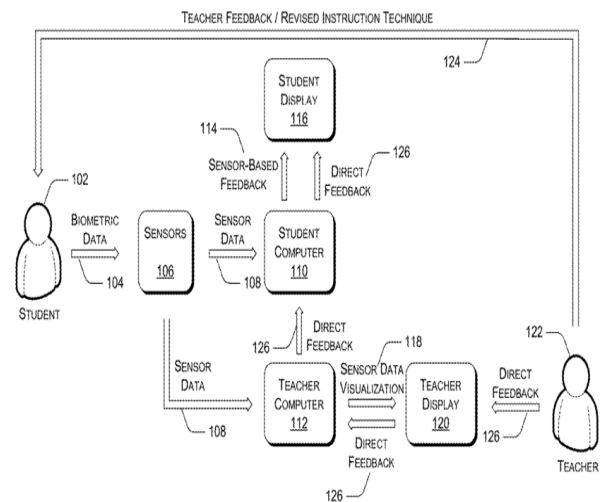 TEACHER FEEDBACK / REVISED INSTRUCTION TECHNIQUE
124
STUDENT
DISPLAY
116
114
SENSOR-BASED
FEEDBACK
DIRECT
FEEDBACK
126
102
BIOMETRIC
DATA
104
SENSORS
106
SENSOR
DATA
108
STUDENT
COMPUTER
110
STUDENT
126
DIRECT
FEEDBACK
118
122
SENSOR
DATA
108
TEACHER
COMPUTER
112
SENSOR DATA
VISUALIZATION
DIRECT
FEEDBACK
126
TEACHER
DISPLAY
120
DIRECT
FEEDBACK
126
TEACHER